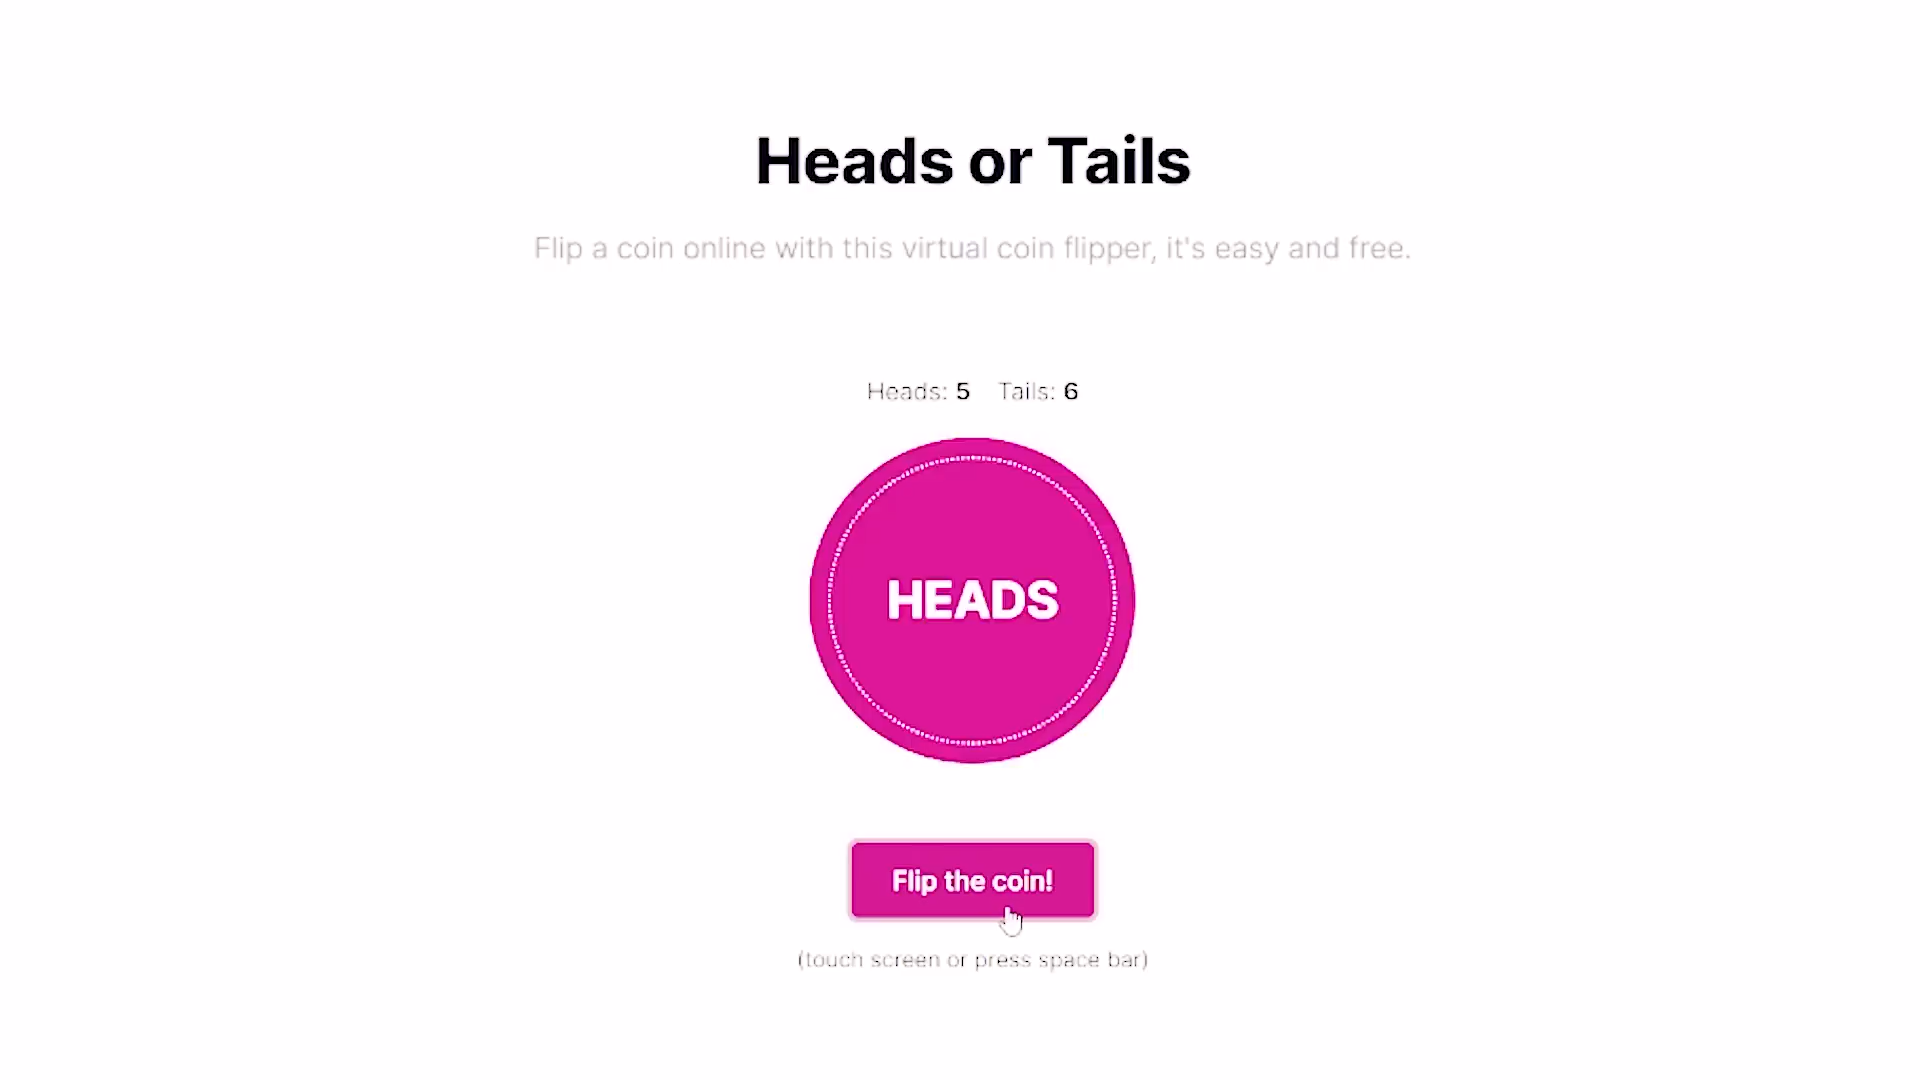 Heads or Tails
Flip a coin online with this virtual coin flipper, it's easy and free.
Heads: 5 Tails: 6
HEADS
Flip the coin!
(touch screen or press space bar)